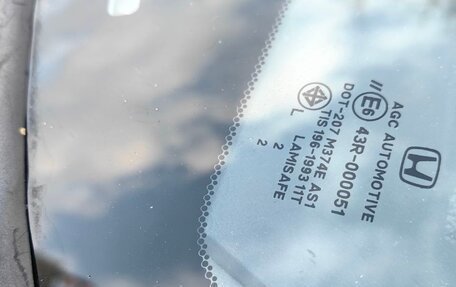 AGC AUTOMOTIVE
// E6 43R-000051
DOT-207 M374E AS1
TIS 196-1993 11T
L LAMISAFE
2
2